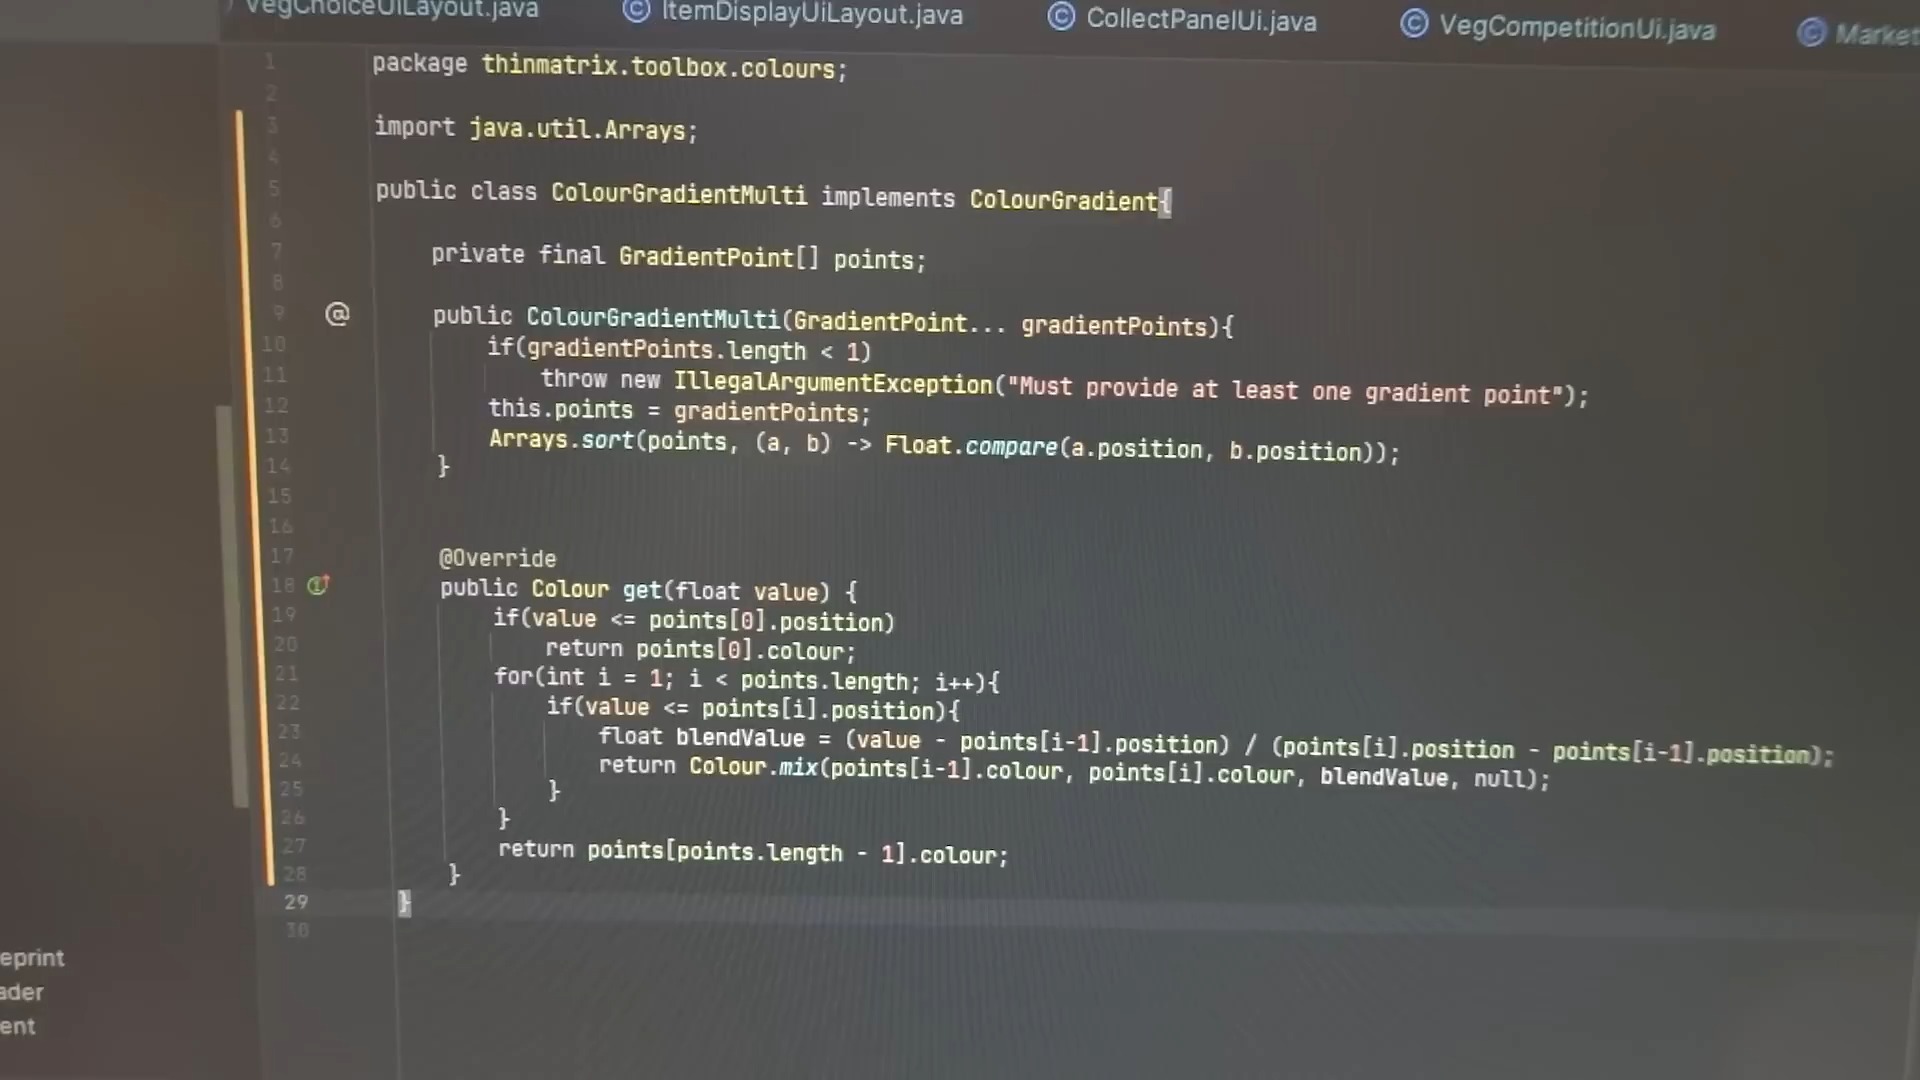 VegChoiceUiLayout.java ItemDisplayUiLayout.java CollectPanelUi.java VegCompetitionUi.java Market
1 package thinmatrix.toolbox.colours;
2
3 import java.util.Arrays;
4
5 public class ColourGradientMulti implements ColourGradient{
6
7 private final GradientPoint[] points;
8
9 @ public ColourGradientMulti(GradientPoint... gradientPoints){
10 if(gradientPoints.length < 1)
11 throw new IllegalArgumentException("Must provide at least one gradient point");
12 this.points = gradientPoints;
13 Arrays.sort(points, (a, b) -> Float.compare(a.position, b.position));
14 }
15
16
17 @Override
18 public Colour get(float value) {
19 if(value <= points[0].position)
20 return points[0].colour;
21 for(int i = 1; i < points.length; i++){
22 if(value <= points[i].position){
23 float blendValue = (value - points[i-1].position) / (points[i].position - points[i-1].position);
24 return Colour.mix(points[i-1].colour, points[i].colour, blendValue, null);
25 }
26 }
27 return points[points.length - 1].colour;
28 }
29 }
30
eprint
ader
ent